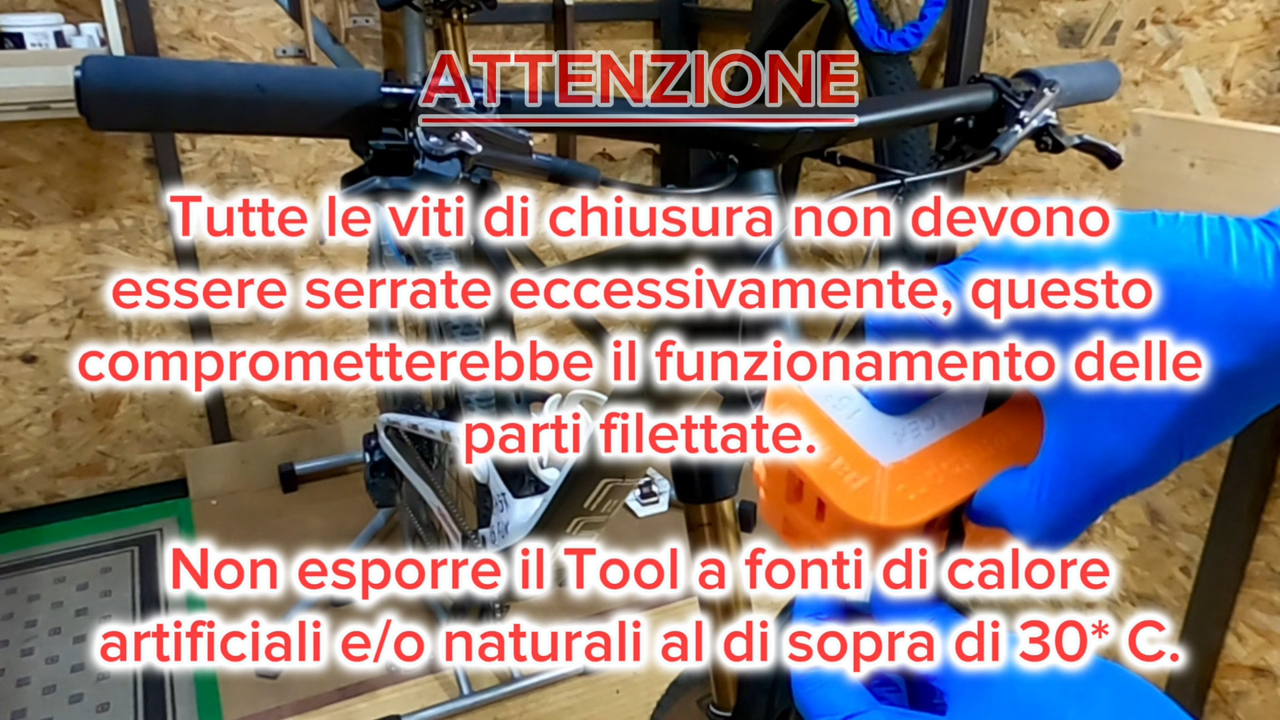 ATTENZIONE
Tutte le viti di chiusura non devono
essere serrate eccessivamente, questo
comprometterebbe il funzionamento delle
parti filettate.
Non esporre il Tool a fonti di calore
artificiali e/o naturali al di sopra di 30* C.
15°